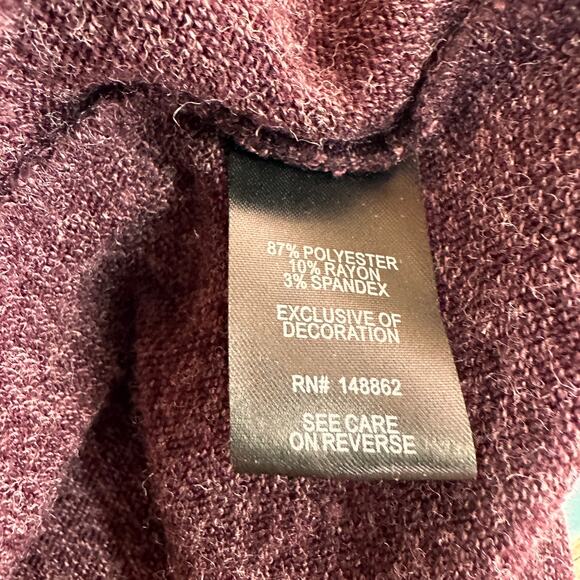 87% POLYESTER
10% RAYON
3% SPANDEX
EXCLUSIVE OF
DECORATION
RN# 148862
SEE CARE
ON REVERSE